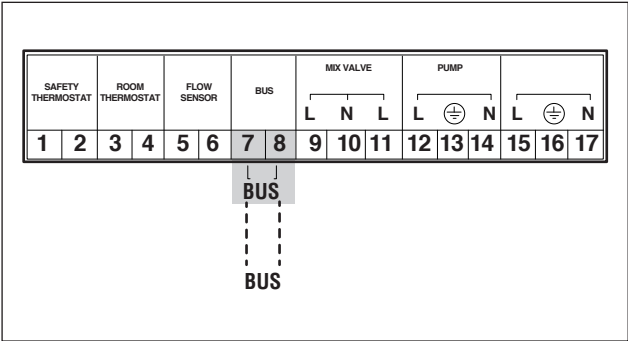 SAFETY THERMOSTAT
ROOM THERMOSTAT
FLOW SENSOR
BUS
MIX VALVE
PUMP
L N L L N L N
1 2 3 4 5 6 7 8 9 10 11 12 13 14 15 16 17
BUS
BUS